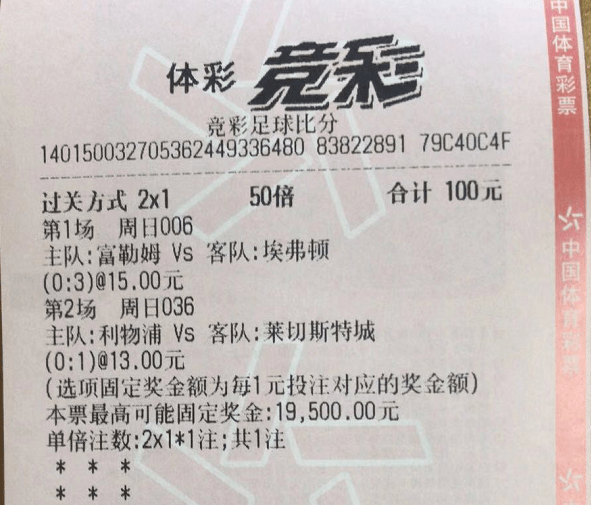 体彩 竞彩
竞彩足球比分
140150032705362449336480 83822891 79C40C4F
过关方式 2x1 50倍 合计 100元
第1场 周日006
主队:富勒姆 Vs 客队:埃弗顿
(0:3)@15.00元
第2场 周日036
主队:利物浦 Vs 客队:莱切斯特城
(0:1)@13.00元
(选项固定奖金额为每1元投注对应的奖金额)
本票最高可能固定奖金:19,500.00元
单倍注数:2x1*1注;共1注
* * *
* * *
中国体育彩票
中国体育彩票
中